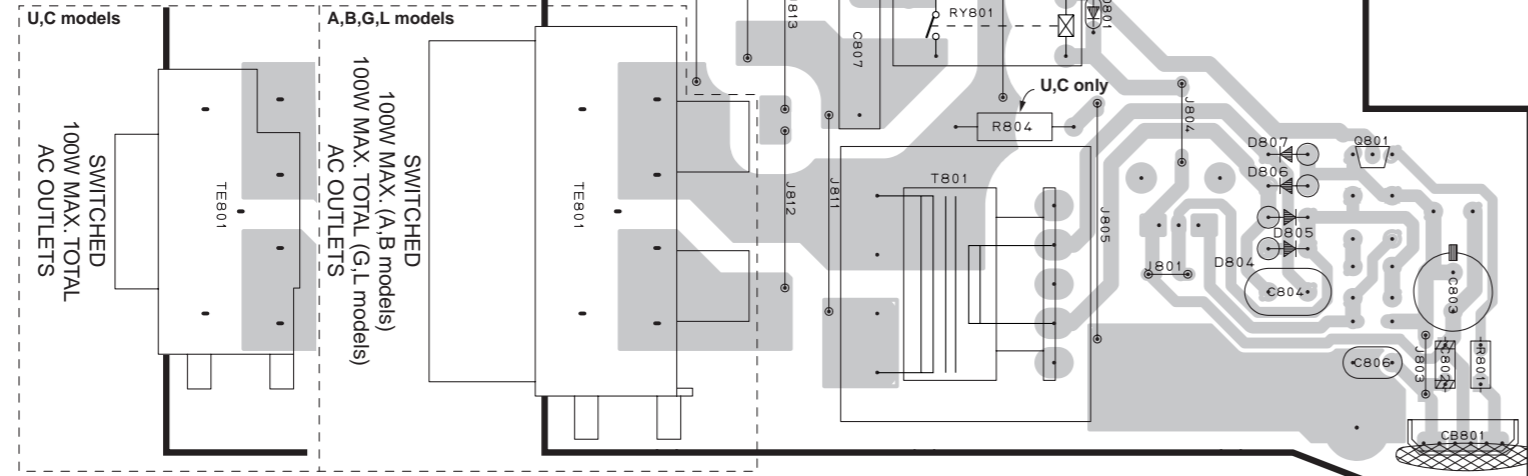 U,C models
A,B,G,L models
SWITCHED
100W MAX. TOTAL
AC OUTLETS
TE801
SWITCHED
100W MAX. (A,B models)
100W MAX. TOTAL (G,L models)
AC OUTLETS
TE801
J813
C807
RY801
D801
U,C only
R804
J804
J812
J811
T801
J805
J801
D807
D806
D805
D804
C804
Q801
C803
C806
J803
C802
R801
CB801